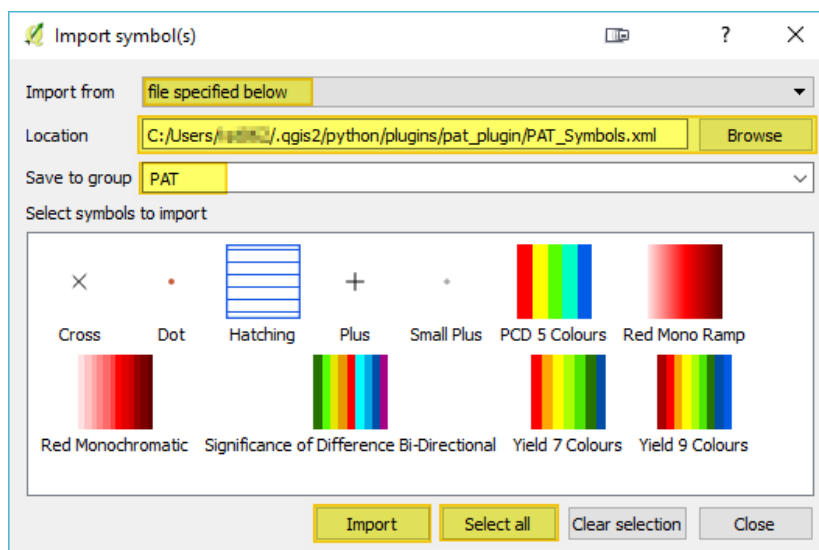 Import symbol(s)
?
Import from file specified below
Location C:/Users/ /.qgis2/python/plugins/pat_plugin/PAT_Symbols.xml Browse
Save to group PAT
Select symbols to import
Cross Dot Hatching Plus Small Plus PCD 5 Colours Red Mono Ramp
Red Monochromatic Significance of Difference Bi-Directional Yield 7 Colours Yield 9 Colours
Import Select all Clear selection Close